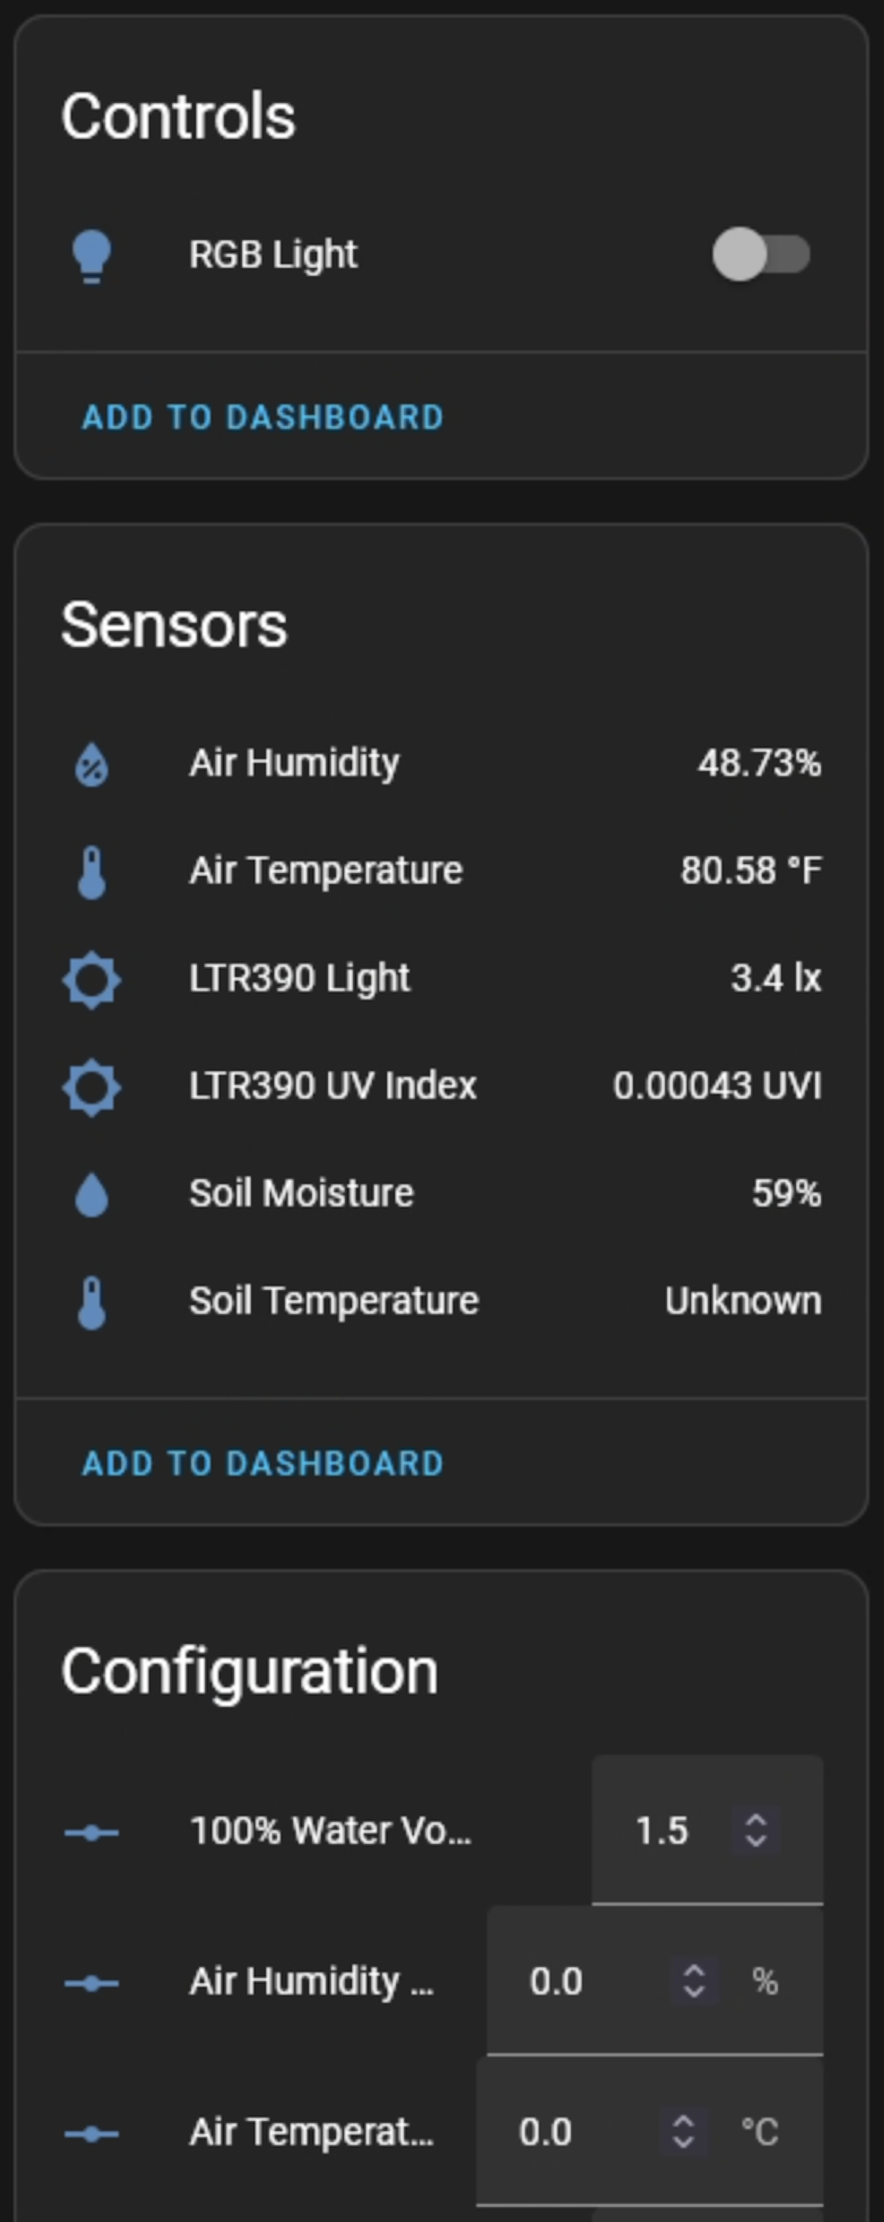 Controls
RGB Light
ADD TO DASHBOARD
Sensors
Air Humidity 48.73%
Air Temperature 80.58 °F
LTR390 Light 3.4 lx
LTR390 UV Index 0.00043 UVI
Soil Moisture 59%
Soil Temperature Unknown
ADD TO DASHBOARD
Configuration
100% Water Vo... 1.5
Air Humidity ... 0.0 %
Air Temperat... 0.0 °C